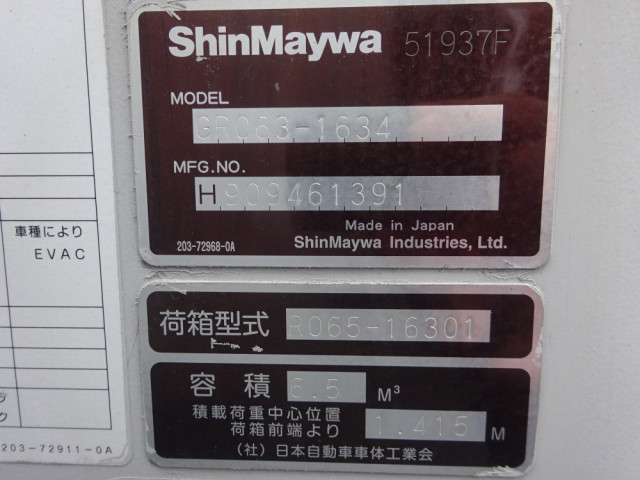 ShinMaywa 51937F
MODEL
GR063-1634
MFG.NO.
H909461391
Made in Japan
203-72968-0A ShinMaywa Industries, Ltd.
車種により
EVAC
ク
203-72911-0A
荷箱型式 R065-16301
容積 6.5 M³
積載荷重中心位置
荷箱前端より 1.415 M
(社)日本自動車車体工業会